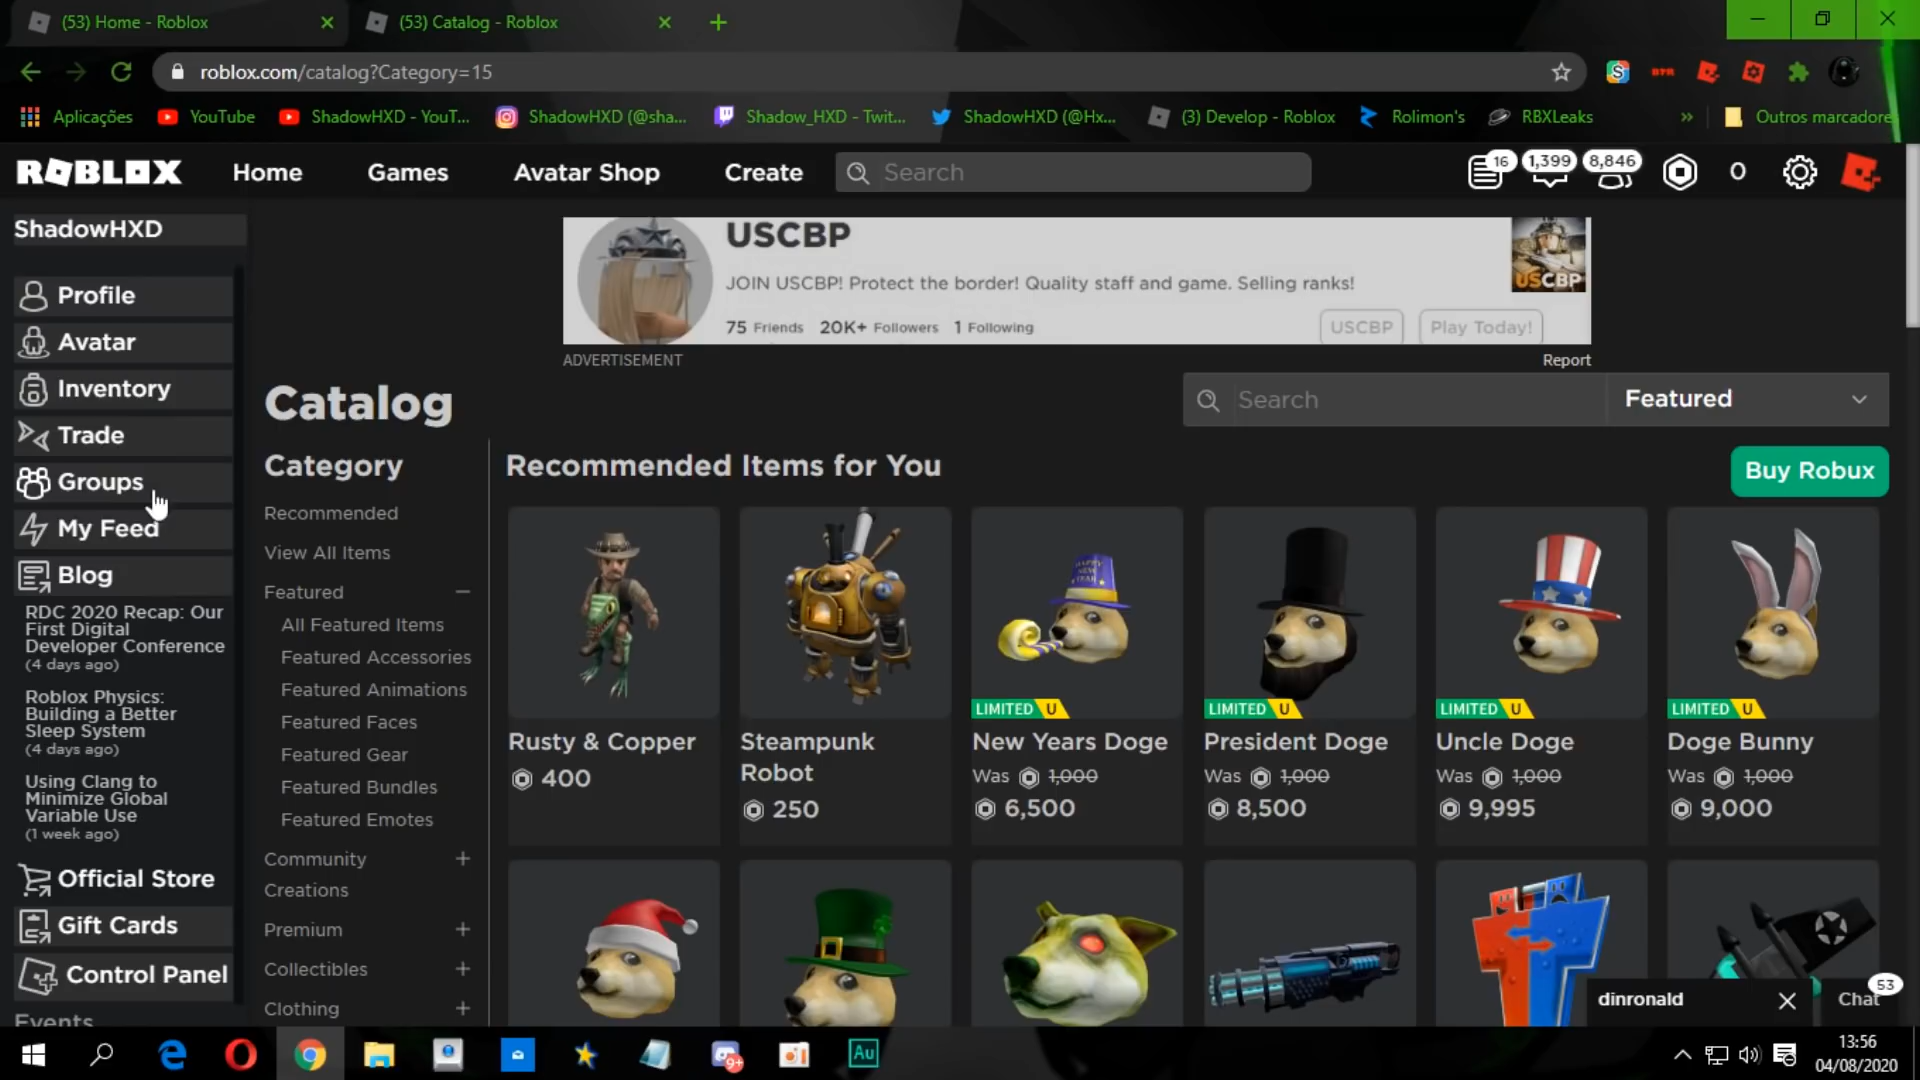 (53) Home - Roblox
(53) Catalog - Roblox
roblox.com/catalog?Category=15
Aplicações
YouTube
ShadowHXD - YouT...
ShadowHXD (@sha...
Shadow_HXD - Twit...
ShadowHXD (@Hx...
(3) Develop - Roblox
Rolimon's
RBXLeaks
»
Outros marcadore
ROBLOX
Home
Games
Avatar Shop
Create
Search
16
1,399
8,846
0
ShadowHXD
Profile
Avatar
Inventory
Trade
Groups
My Feed
Blog
RDC 2020 Recap: Our
First Digital
Developer Conference
(4 days ago)
Roblox Physics:
Building a Better
Sleep System
(4 days ago)
Using Clang to
Minimize Global
Variable Use
(1 week ago)
Official Store
Gift Cards
Control Panel
Events
USCBP
JOIN USCBP! Protect the border! Quality staff and game. Selling ranks!
75 Friends 20K+ Followers 1 Following
USCBP
Play Today!
USCBP
ADVERTISEMENT
Report
Catalog
Search
Featured
Category
Recommended
View All Items
Featured
All Featured Items
Featured Accessories
Featured Animations
Featured Faces
Featured Gear
Featured Bundles
Featured Emotes
Community
Creations
Premium
Collectibles
Clothing
Recommended Items for You
Buy Robux
Rusty & Copper
400
Steampunk
Robot
250
HAPPY
NEW
YEAR
LIMITED U
New Years Doge
Was 1,000
6,500
LIMITED U
President Doge
Was 1,000
8,500
LIMITED U
Uncle Doge
Was 1,000
9,995
LIMITED U
Doge Bunny
Was 1,000
9,000
dinronald
Chat
53
9+
Au
13:56
04/08/2020